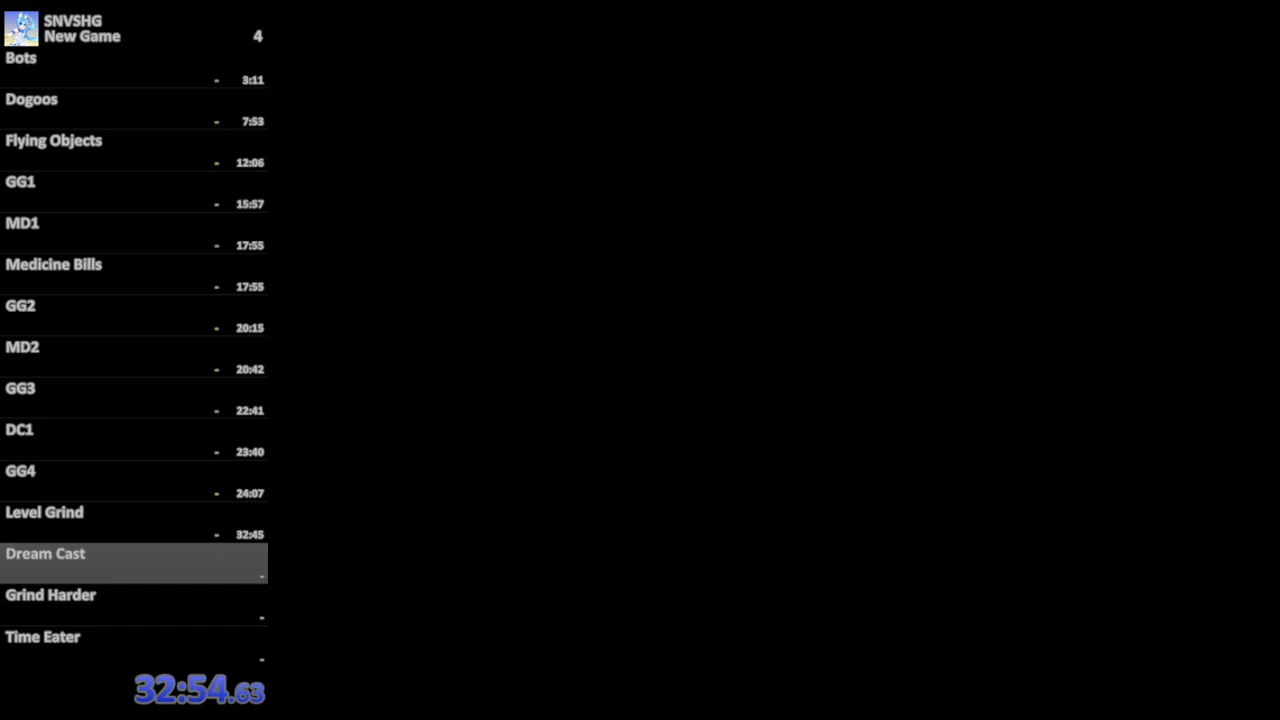 SNVSHG
New Game 4
Bots
- 3:11
Dogoos
- 7:53
Flying Objects
- 12:06
GG1
- 15:57
MD1
- 17:55
Medicine Bills
- 17:55
GG2
- 20:15
MD2
- 20:42
GG3
- 22:41
DC1
- 23:40
GG4
- 24:07
Level Grind
- 32:45
Dream Cast
-
Grind Harder
-
Time Eater
-
32:54.63